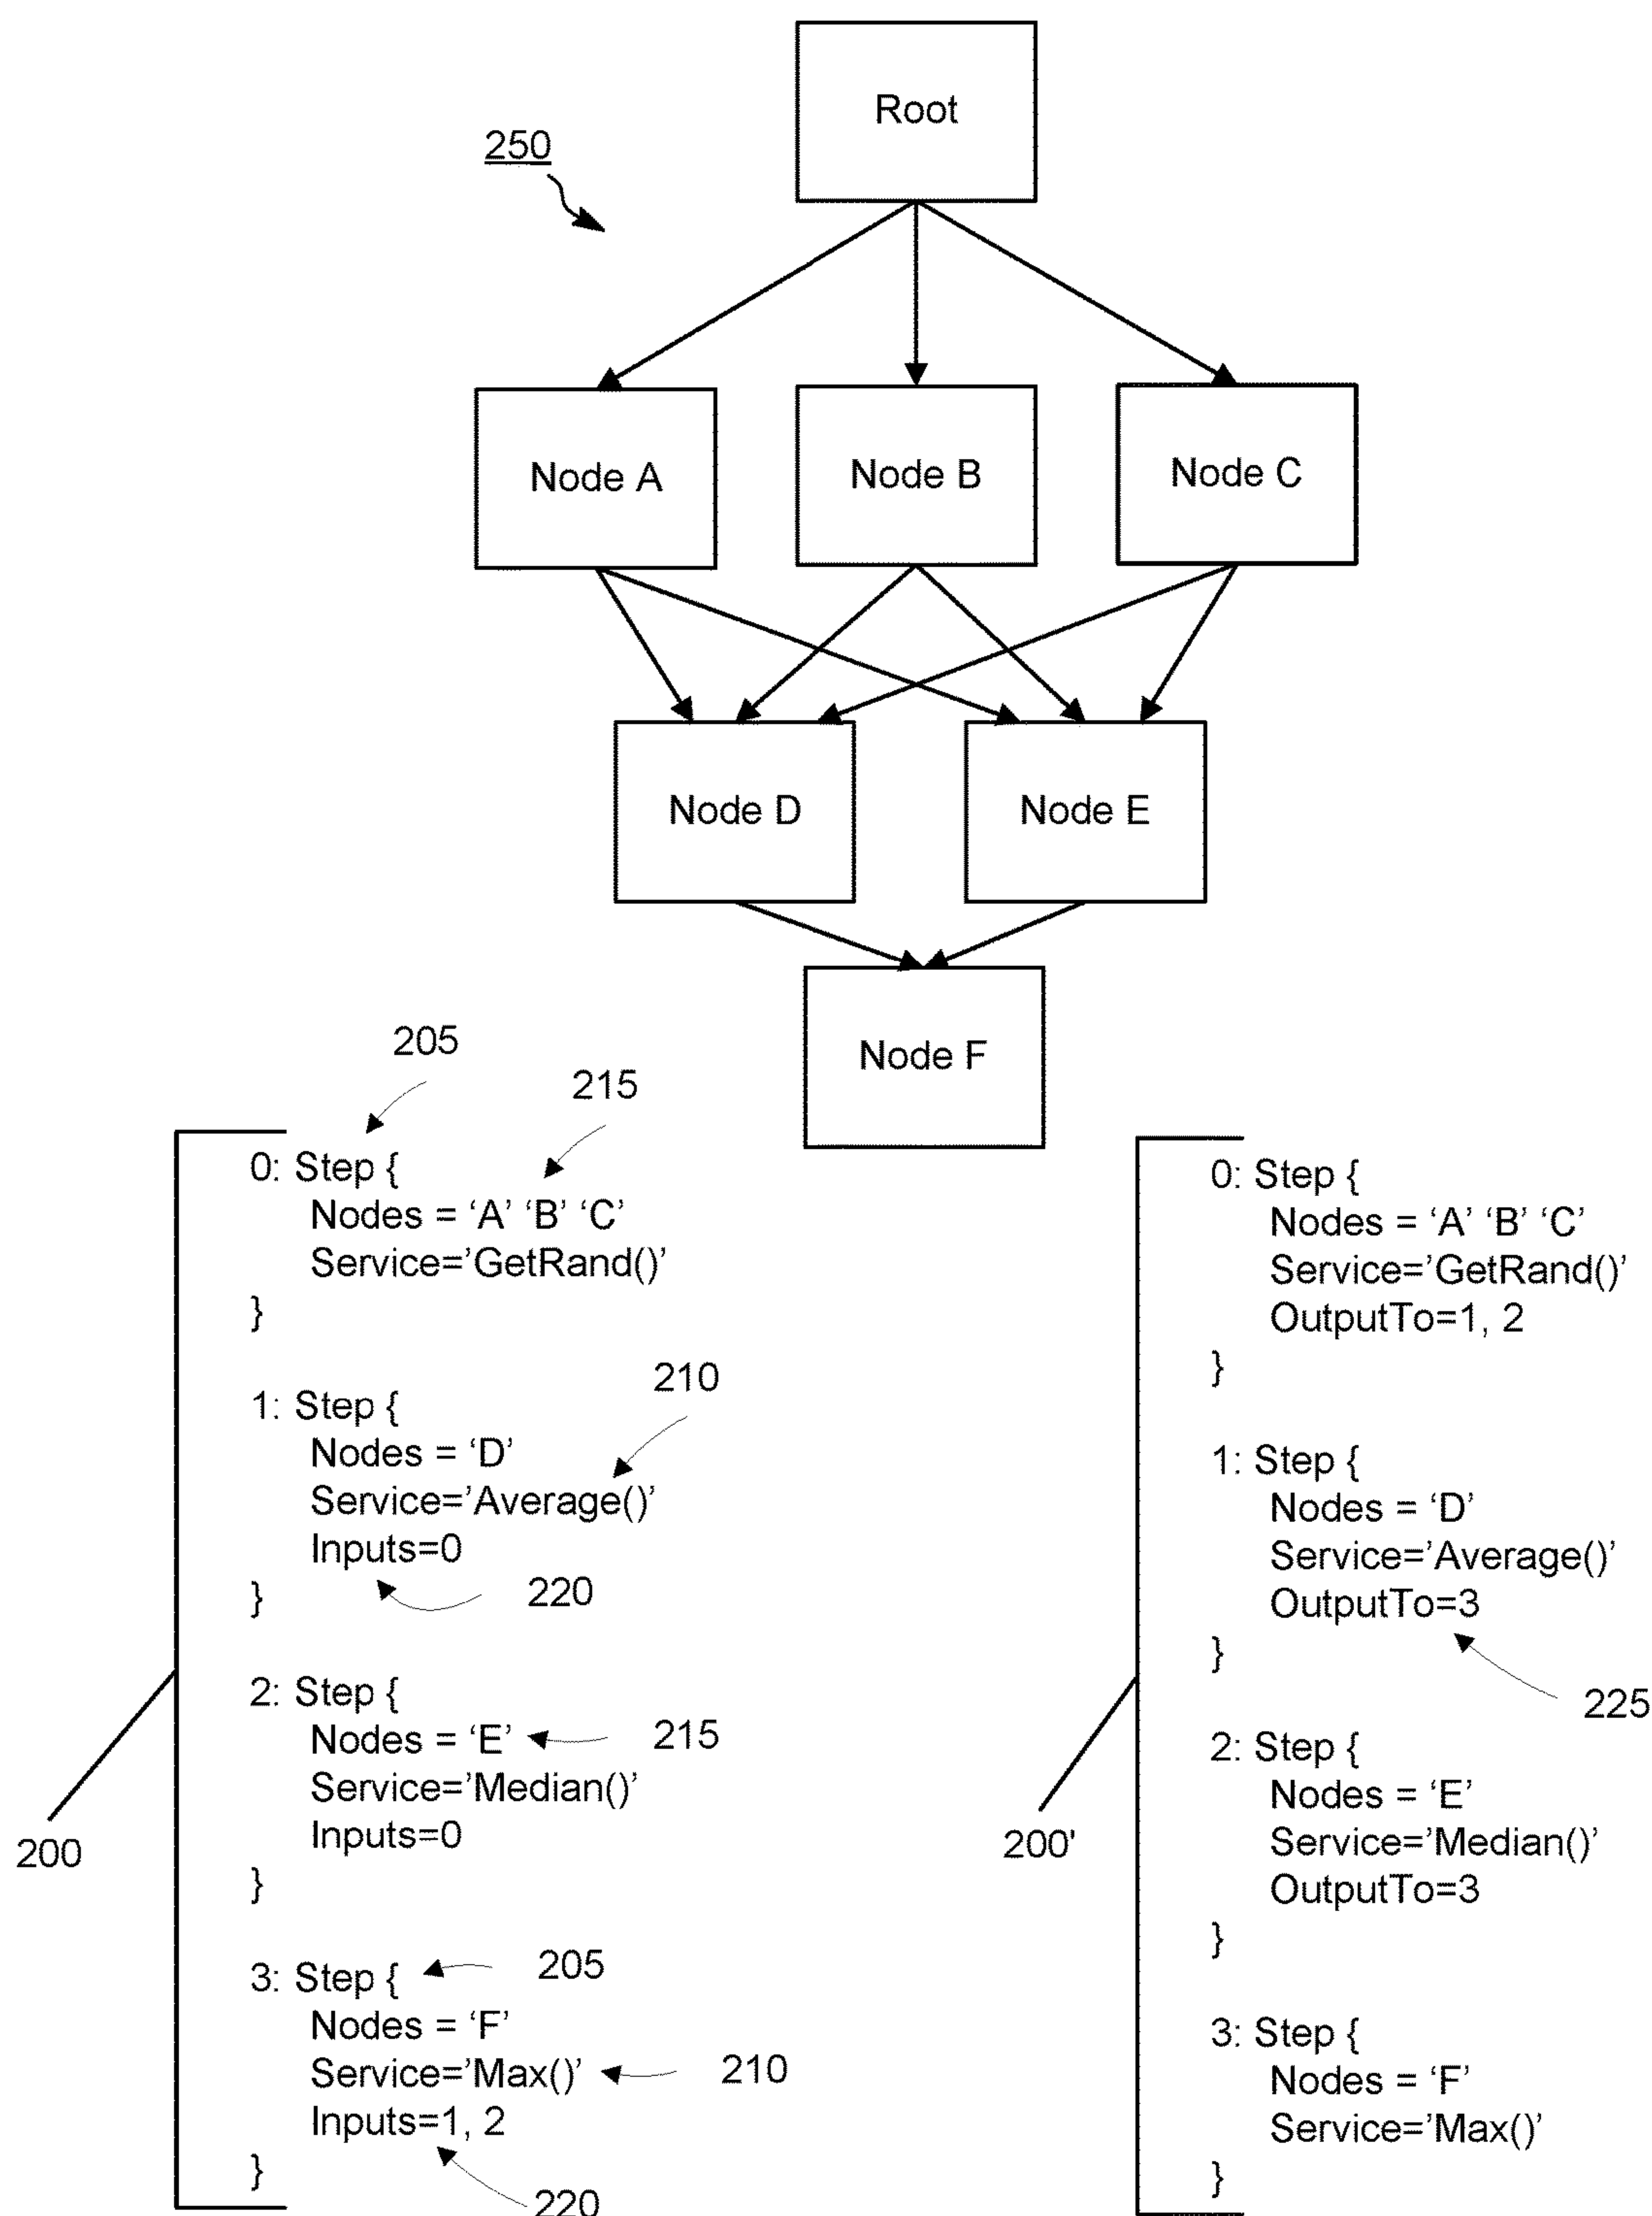 Root
250
Node A
Node B
Node C
Node D
Node E
Node F
205
215
0: Step {
Nodes = ‘A’ ‘B’ ‘C’
Service=’GetRand()’
}
210
1: Step {
Nodes = ‘D’
Service=’Average()’
Inputs=0
220
}
2: Step {
Nodes = ‘E’
215
Service=’Median()’
Inputs=0
}
200
3: Step {
205
Nodes = ‘F’
Service=’Max()’
210
Inputs=1, 2
}
220
0: Step {
Nodes = ‘A’ ‘B’ ‘C’
Service=’GetRand()’
OutputTo=1, 2
}
1: Step {
Nodes = ‘D’
Service=’Average()’
OutputTo=3
}
225
2: Step {
Nodes = ‘E’
Service=’Median()’
OutputTo=3
}
200'
3: Step {
Nodes = ‘F’
Service=’Max()’
}